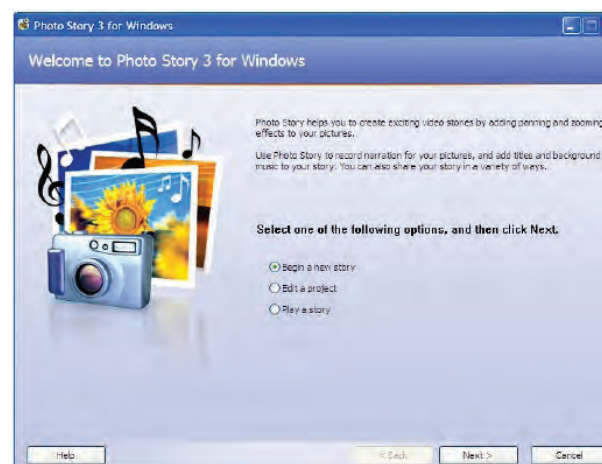 Photo Story 3 for Windows
Welcome to Photo Story 3 for Windows
Photo Story helps you to create exciting video stories by adding panning and zooming
effects to your pictures.
Use Photo Story to record narration for your pictures, and add titles and background
music to your story. You can also share your story in a variety of ways.
Select one of the following options, and then click Next.
Begin a new story
Edit a project
Play a story
Help
< Back
Next >
Cancel